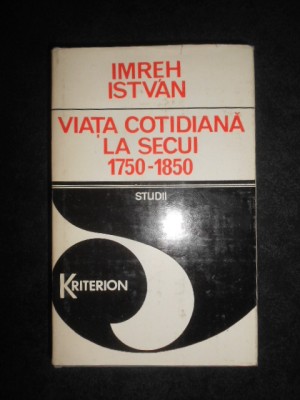 IMREH
ISTVÁN
VIAȚA COTIDIANĂ
LA SECUI
1750-1850
STUDII
KRITERION